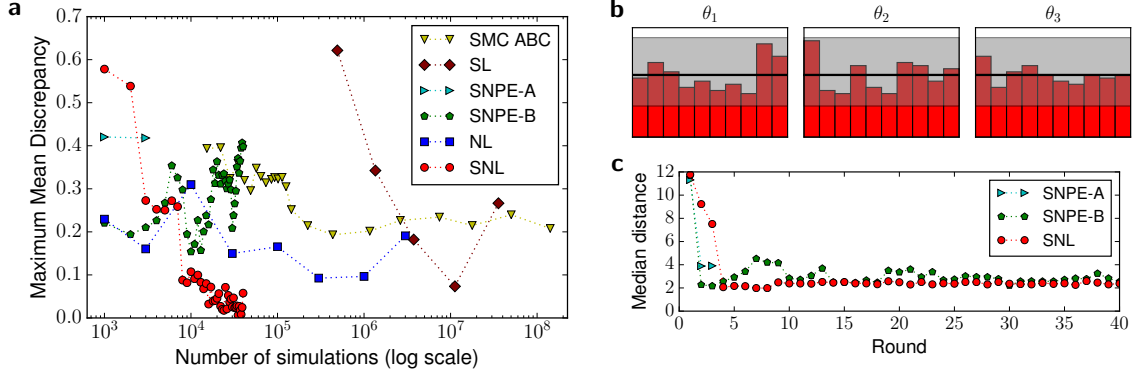 a
Maximum Mean Discrepancy
0.7
0.6
0.5
0.4
0.3
0.2
0.1
0.0
10^3
10^4
10^5
10^6
10^7
10^8
Number of simulations (log scale)
SMC ABC
SL
SNPE-A
SNPE-B
NL
SNL
b
θ1
θ2
θ3
c
Median distance
12
10
8
6
4
2
0
0
5
10
15
20
25
30
35
40
Round
SNPE-A
SNPE-B
SNL